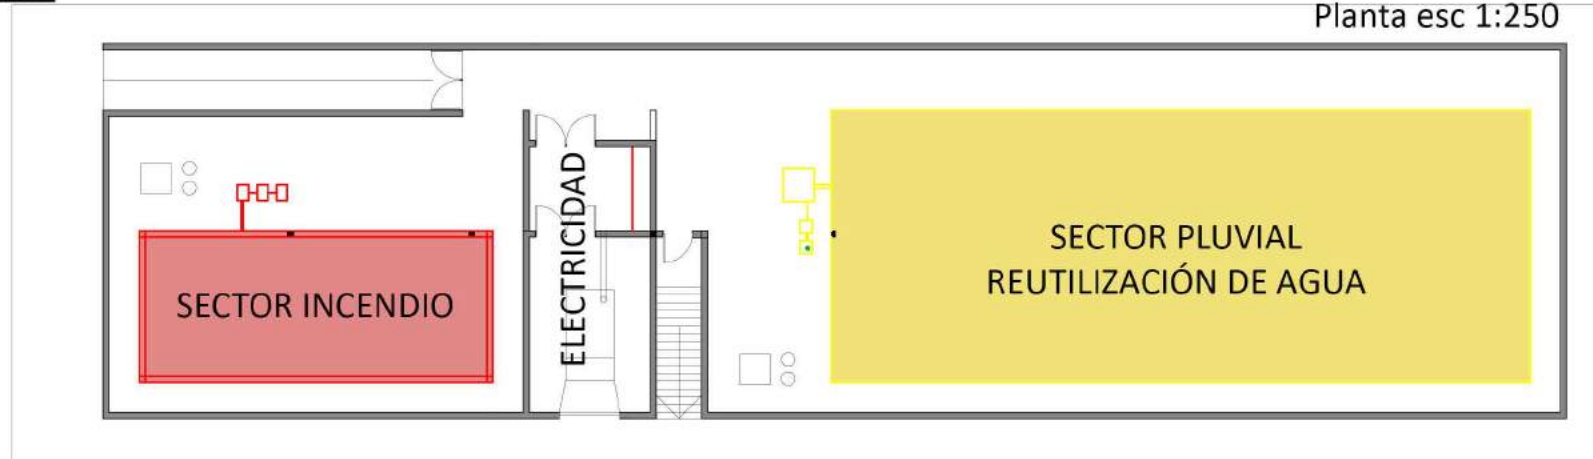 Planta esc 1:250
ELECTRICIDAD
SECTOR INCENDIO
SECTOR PLUVIAL
REUTILIZACIÓN DE AGUA